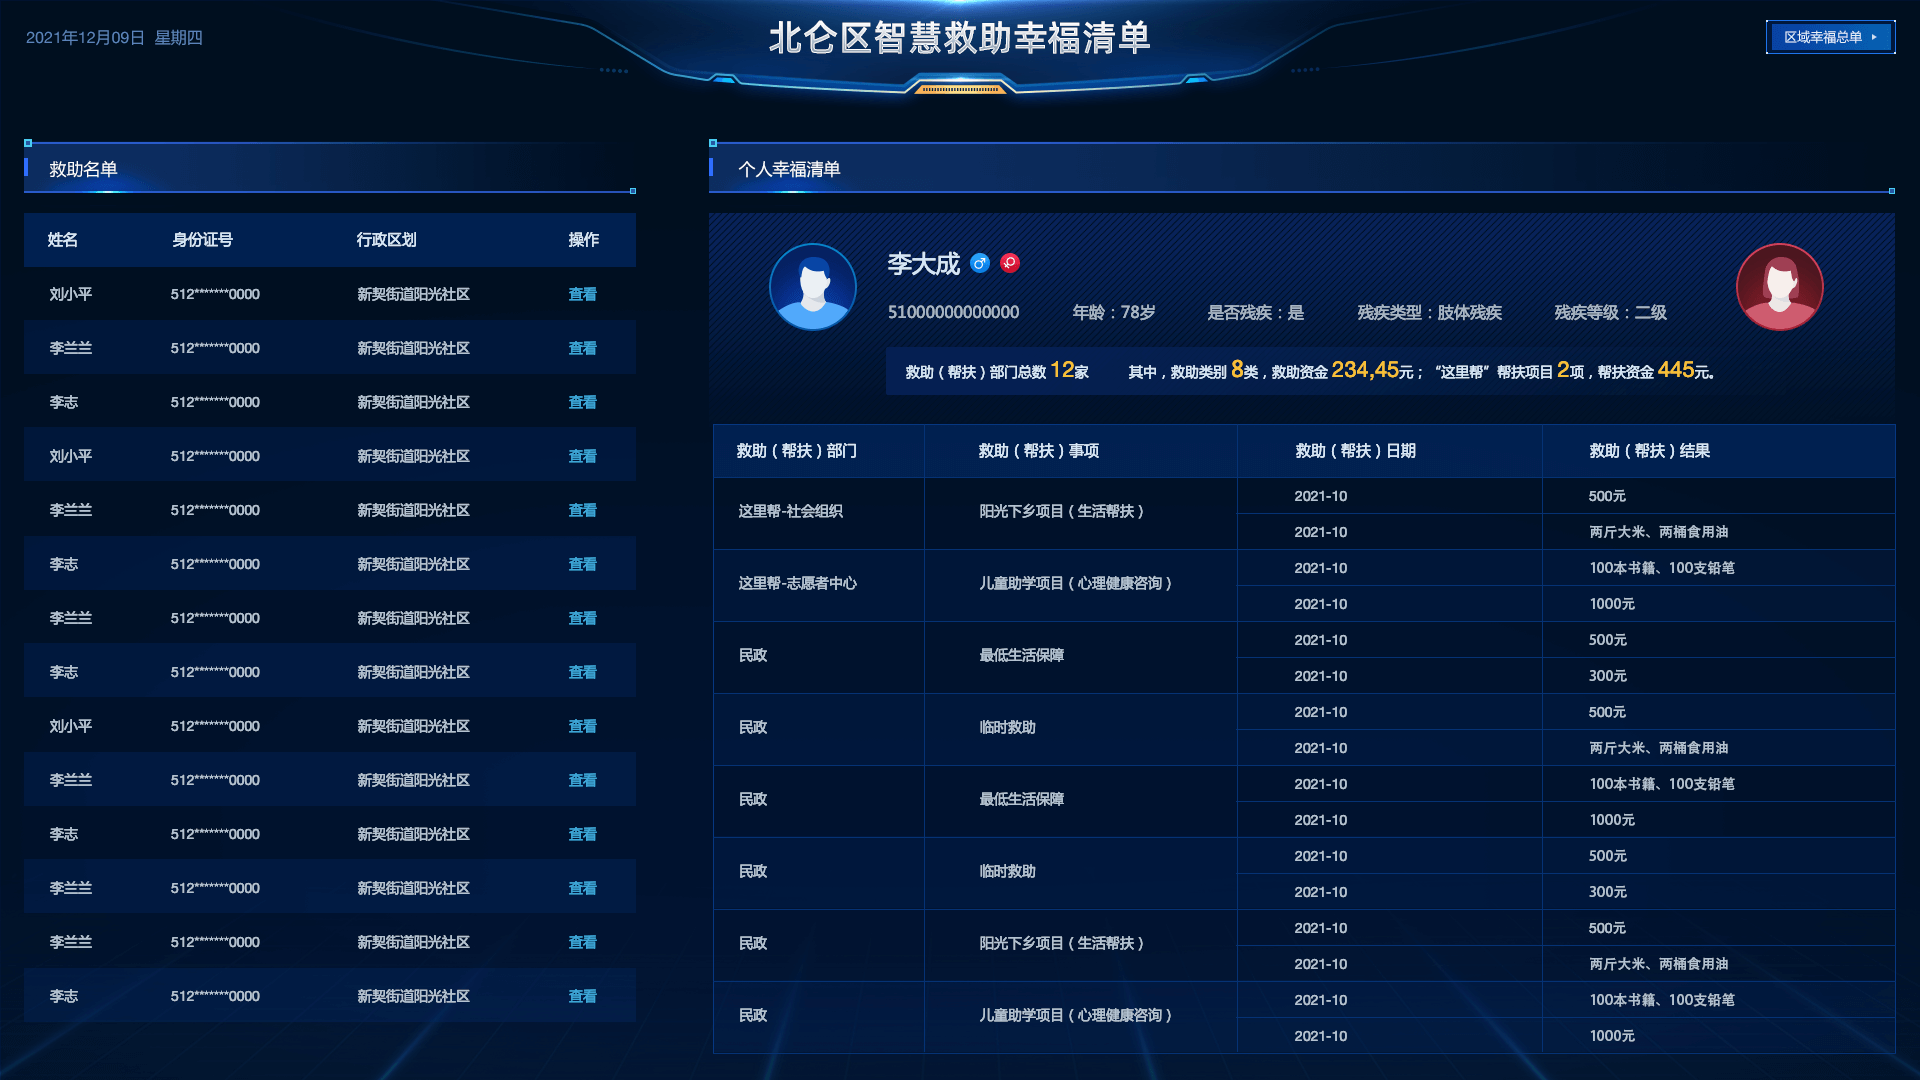 2021年12月09日 星期四
北仑区智慧救助幸福清单
区域幸福总单
救助名单
姓名 身份证号 行政区划 操作
刘小平 512*******0000 新契街道阳光社区 查看
李兰兰 512*******0000 新契街道阳光社区 查看
李志 512*******0000 新契街道阳光社区 查看
刘小平 512*******0000 新契街道阳光社区 查看
李兰兰 512*******0000 新契街道阳光社区 查看
李志 512*******0000 新契街道阳光社区 查看
李兰兰 512*******0000 新契街道阳光社区 查看
李志 512*******0000 新契街道阳光社区 查看
刘小平 512*******0000 新契街道阳光社区 查看
李兰兰 512*******0000 新契街道阳光社区 查看
李志 512*******0000 新契街道阳光社区 查看
李兰兰 512*******0000 新契街道阳光社区 查看
李兰兰 512*******0000 新契街道阳光社区 查看
李志 512*******0000 新契街道阳光社区 查看
个人幸福清单
李大成
51000000000000 年龄：78岁 是否残疾：是 残疾类型：肢体残疾 残疾等级：二级
救助（帮扶）部门总数 12家 其中，救助类别 8类，救助资金 234,45元；“这里帮”帮扶项目 2项，帮扶资金 445元。
救助（帮扶）部门 救助（帮扶）事项 救助（帮扶）日期 救助（帮扶）结果
这里帮-社会组织 阳光下乡项目（生活帮扶） 2021-10 500元
2021-10 两斤大米、两桶食用油
这里帮-志愿者中心 儿童助学项目（心理健康咨询） 2021-10 100本书籍、100支铅笔
2021-10 1000元
民政 最低生活保障 2021-10 500元
2021-10 300元
民政 临时救助 2021-10 500元
2021-10 两斤大米、两桶食用油
民政 最低生活保障 2021-10 100本书籍、100支铅笔
2021-10 1000元
民政 临时救助 2021-10 500元
2021-10 300元
民政 阳光下乡项目（生活帮扶） 2021-10 500元
2021-10 两斤大米、两桶食用油
民政 儿童助学项目（心理健康咨询） 2021-10 100本书籍、100支铅笔
2021-10 1000元